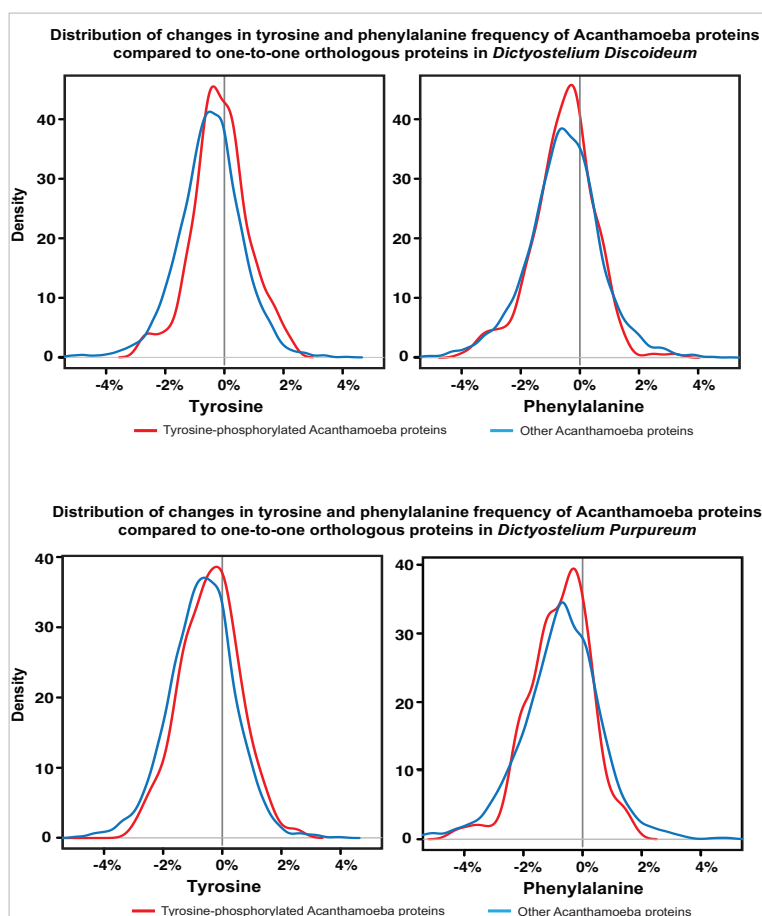 Distribution of changes in tyrosine and phenylalanine frequency of Acanthamoeba proteins
compared to one-to-one orthologous proteins in Dictyostelium Discoideum
Density
40
30
20
10
0
-4% -2% 0% 2% 4%
Tyrosine
40
30
20
10
0
-4% -2% 0% 2% 4%
Phenylalanine
Tyrosine-phosphorylated Acanthamoeba proteins Other Acanthamoeba proteins
Distribution of changes in tyrosine and phenylalanine frequency of Acanthamoeba proteins
compared to one-to-one orthologous proteins in Dictyostelium Purpureum
Density
40
30
20
10
0
-4% -2% 0% 2% 4%
Tyrosine
40
30
20
10
0
-4% -2% 0% 2% 4%
Phenylalanine
Tyrosine-phosphorylated Acanthamoeba proteins Other Acanthamoeba proteins